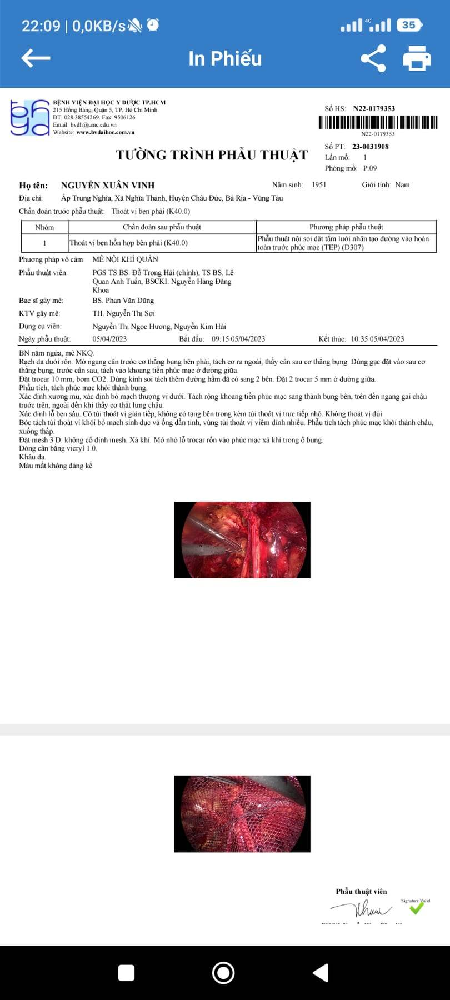 22:09 | 0,0KB/s 4G 35
In Phiếu
BỆNH VIỆN ĐẠI HỌC Y DƯỢC TP.HCM
215 Hồng Bàng, Quận 5, TP. Hồ Chí Minh
ĐT: 028.38554269. Fax: 9506126
Email: bvdh@umc.edu.vn
Website: www.bvdaihoc.com.vn
Số HS: N22-0179353
N22-0179353
TƯỜNG TRÌNH PHẪU THUẬT
Số PT: 23-0031908
Lần mổ: 1
Phòng mổ: P.09
Họ tên: NGUYỄN XUÂN VINH Năm sinh: 1951 Giới tính: Nam
Địa chỉ: Ấp Trung Nghĩa, Xã Nghĩa Thành, Huyện Châu Đức, Bà Rịa - Vũng Tàu
Chẩn đoán trước phẫu thuật: Thoát vị bẹn phải (K40.0)
Nhóm Chẩn đoán sau phẫu thuật Phương pháp phẫu thuật
1 Thoát vị bẹn hỗn hợp bên phải (K40.0) Phẫu thuật nội soi đặt tấm lưới nhân tạo đường vào hoàn
toàn trước phúc mạc (TEP) (D307)
Phương pháp vô cảm: MÊ NỘI KHÍ QUẢN
Phẫu thuật viên: PGS TS BS. Đỗ Trọng Hải (chính), TS BS. Lê
Quan Anh Tuấn, BSCKI. Nguyễn Hàng Đăng
Khoa
Bác sĩ gây mê: BS. Phan Văn Dũng
KTV gây mê: TH. Nguyễn Thị Sợi
Dụng cụ viên: Nguyễn Thị Ngọc Hương, Nguyễn Kim Hải
Ngày phẫu thuật: 05/04/2023 Bắt đầu: 09:15 05/04/2023 Kết thúc: 10:35 05/04/2023
BN nằm ngửa, mê NKQ.
Rạch da dưới rốn. Mở ngang cân trước cơ thẳng bụng bên phải, tách cơ ra ngoài, thấy cân sau cơ thẳng bụng. Dùng gạc đặt vào sau cơ
thẳng bụng, trước cân sau, tách vào khoang tiền phúc mạc ở đường giữa.
Đặt trocar 10 mm, bơm CO2. Dùng kính soi tách thêm đường hầm đã có sang 2 bên. Đặt 2 trocar 5 mm ở đường giữa.
Phẫu tích, tách phúc mạc khỏi thành bụng.
Xác định xương mu, xác định bó mạch thượng vị dưới. Tách rộng khoang tiền phúc mạc sang thành bụng bên, trên đến ngang gai chậu
trước trên, ngoài đến khi thấy cơ thắt lưng chậu.
Xác định lỗ bẹn sâu. Có túi thoát vị gián tiếp, không có tạng bên trong kèm túi thoát vị trực tiếp nhỏ. Không thoát vị đùi
Bóc tách túi thoát vị khỏi bó mạch sinh dục và ống dẫn tinh, vùng túi thoát vị viêm dính nhiều. Phẫu tích tách phúc mạc khỏi thành chậu,
xuống thấp.
Đặt mesh 3 D. không cố định mesh. Xả khí. Mở nhỏ lỗ trocar rốn vào phúc mạc xả khí trong ổ bụng.
Đóng cân bằng vicryl 1.0.
Khâu da.
Máu mất không đáng kể
Phẫu thuật viên
Signature Valid